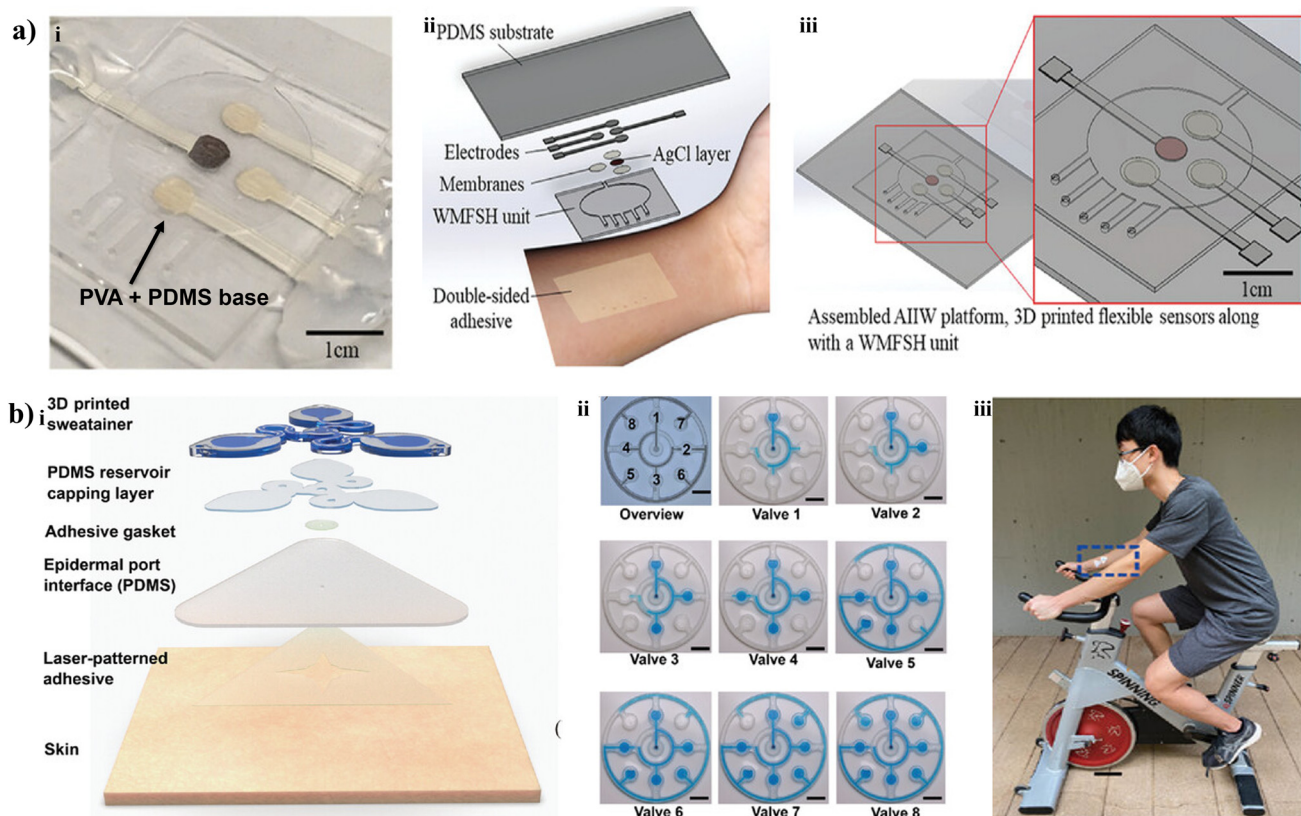 a)
i
PVA + PDMS base
1cm
ii
PDMS substrate
Electrodes
AgCl layer
Membranes
WMFSH unit
Double-sided
adhesive
iii
1cm
Assembled AIIW platform, 3D printed flexible sensors along
with a WMFSH unit
b)
i
3D printed
sweatainer
PDMS reservoir
capping layer
Adhesive gasket
Epidermal port
interface (PDMS)
Laser-patterned
adhesive
Skin
(
ii
1
8 7
4 2
5 6
3
Overview Valve 1 Valve 2
Valve 3 Valve 4 Valve 5
Valve 6 Valve 7 Valve 8
iii
SPINNING
SPINNER